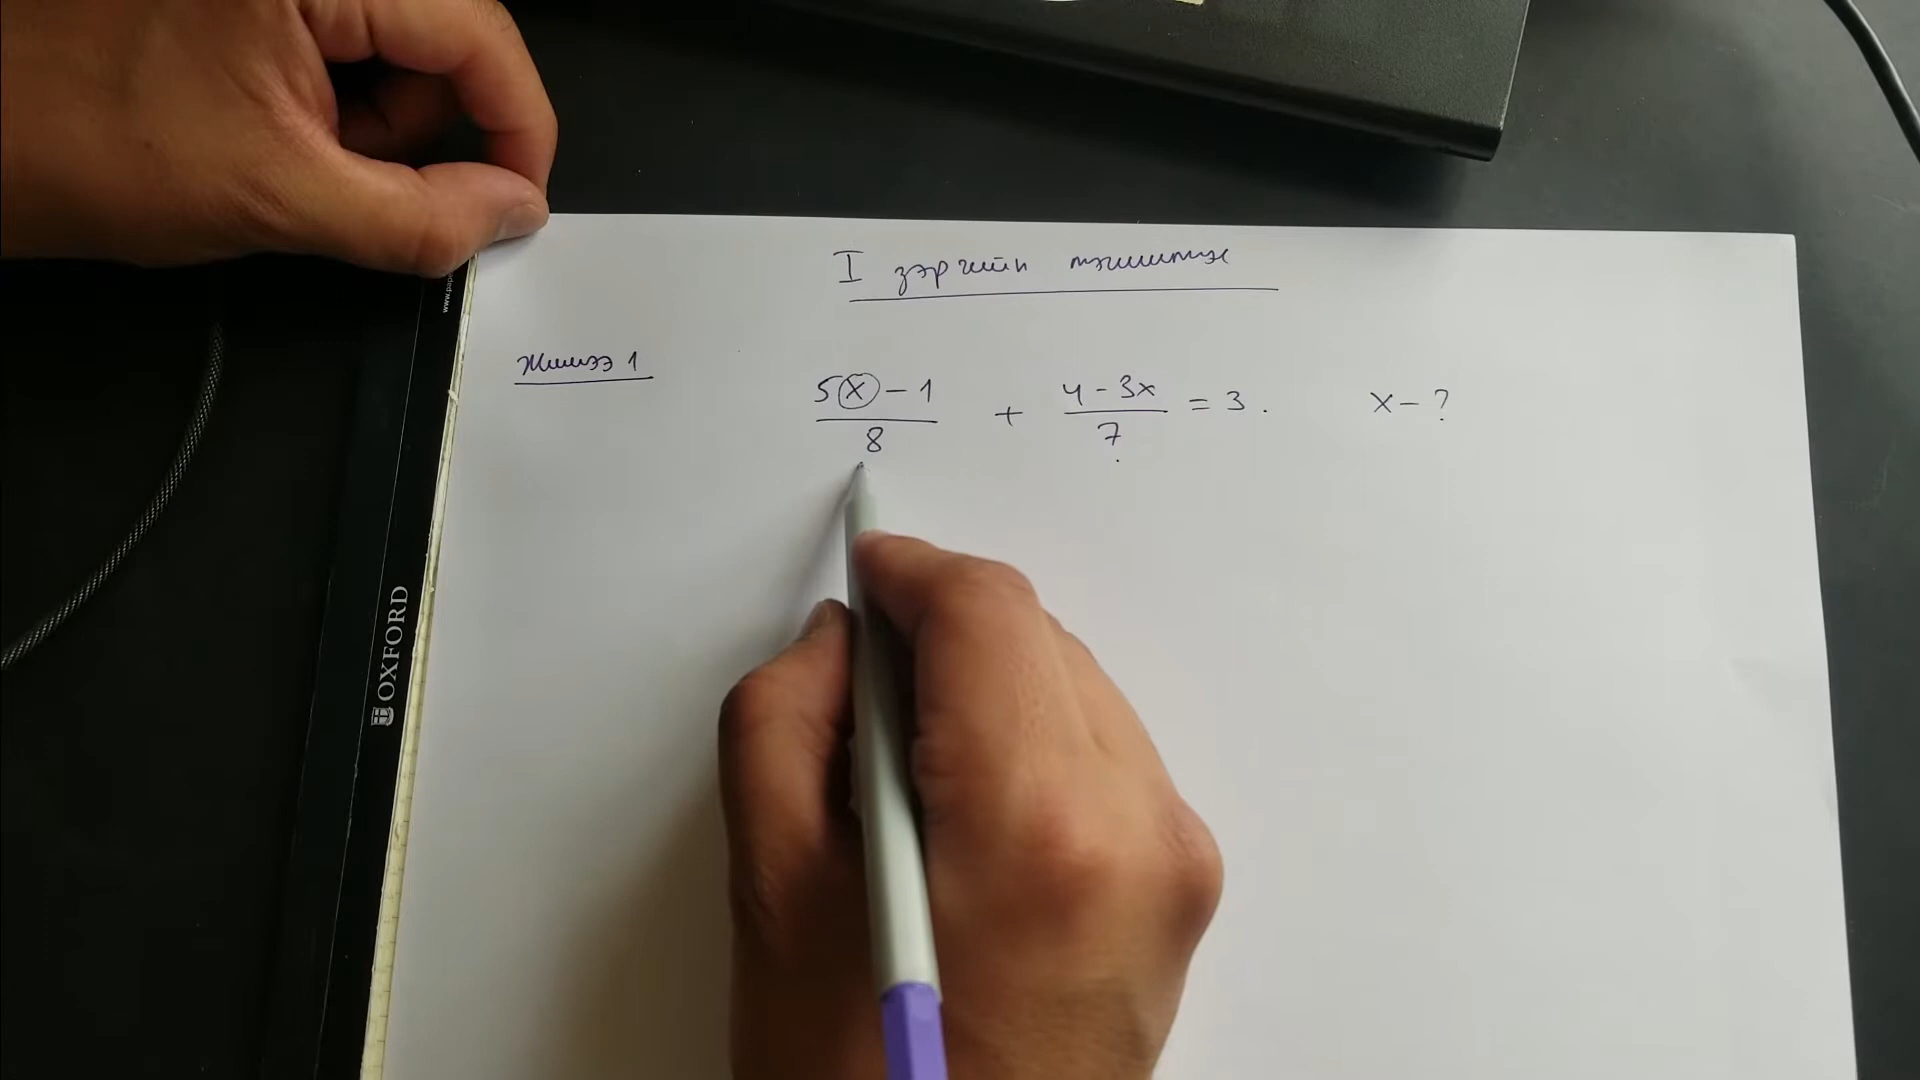 I зэргийн тэгшитгэл
Жишээ 1
5x - 1 / 8 + 4 - 3x / 7 = 3. x - ?
OXFORD